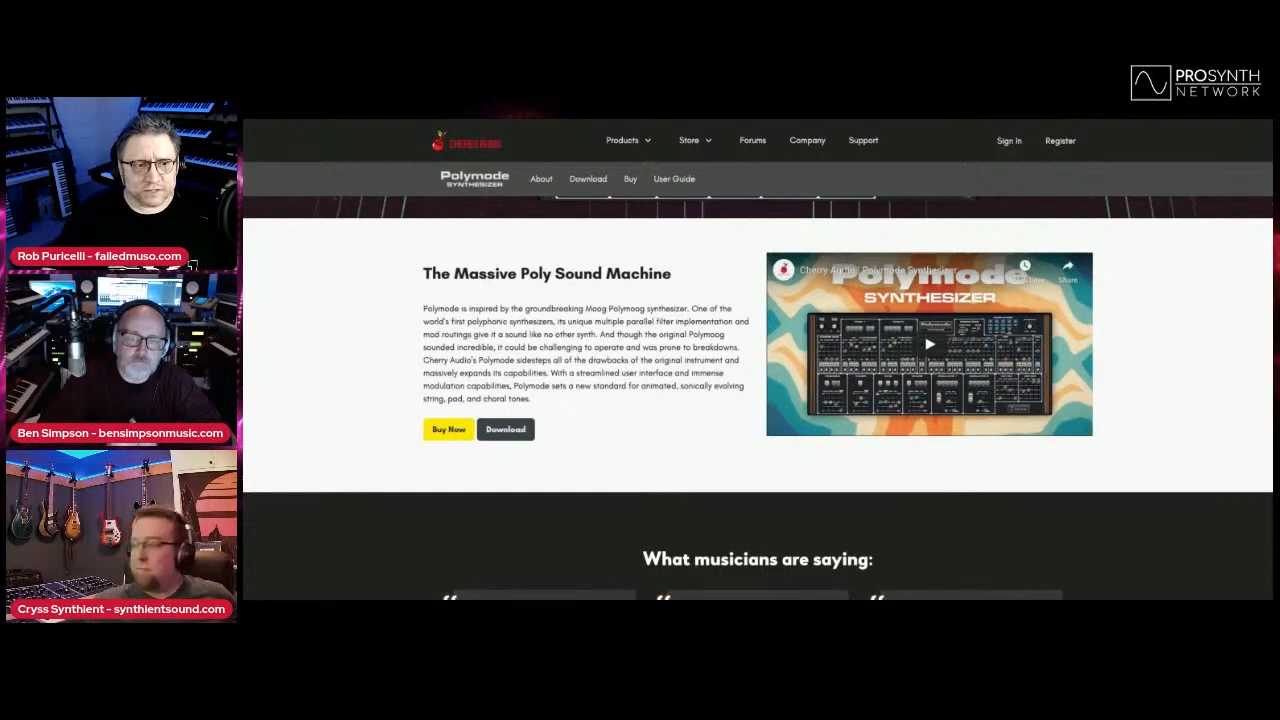 PROSYNTH
NETWORK
CHERRY AUDIO
Products
Store
Forums
Company
Support
Sign In
Register
Polymode
SYNTHESIZER
About
Download
Buy
User Guide
Rob Puricelli - failedmuso.com
Ben Simpson - bensimpsonmusic.com
Cryss Synthient - synthientsound.com
The Massive Poly Sound Machine
Polymode is inspired by the groundbreaking Moog Polymoog synthesizer. One of the
world's first polyphonic synthesizers, its unique multiple parallel filter implementation and
mad routings give it a sound like no other synth. And though the original Polymoog
sounded incredible, it could be challenging to operate and was prone to breakdowns.
Cherry Audio's Polymode sidesteps all of the drawbacks of the original instrument and
massively expands its capabilities. With a streamlined user interface and immense
modulation capabilities, Polymode sets a new standard for animated, sonically evolving
string, pad, and choral tones.
Buy Now
Download
Cherry Audio | Polymode Synthesizer
Share
Polymode
SYNTHESIZER
What musicians are saying:
“ “ “